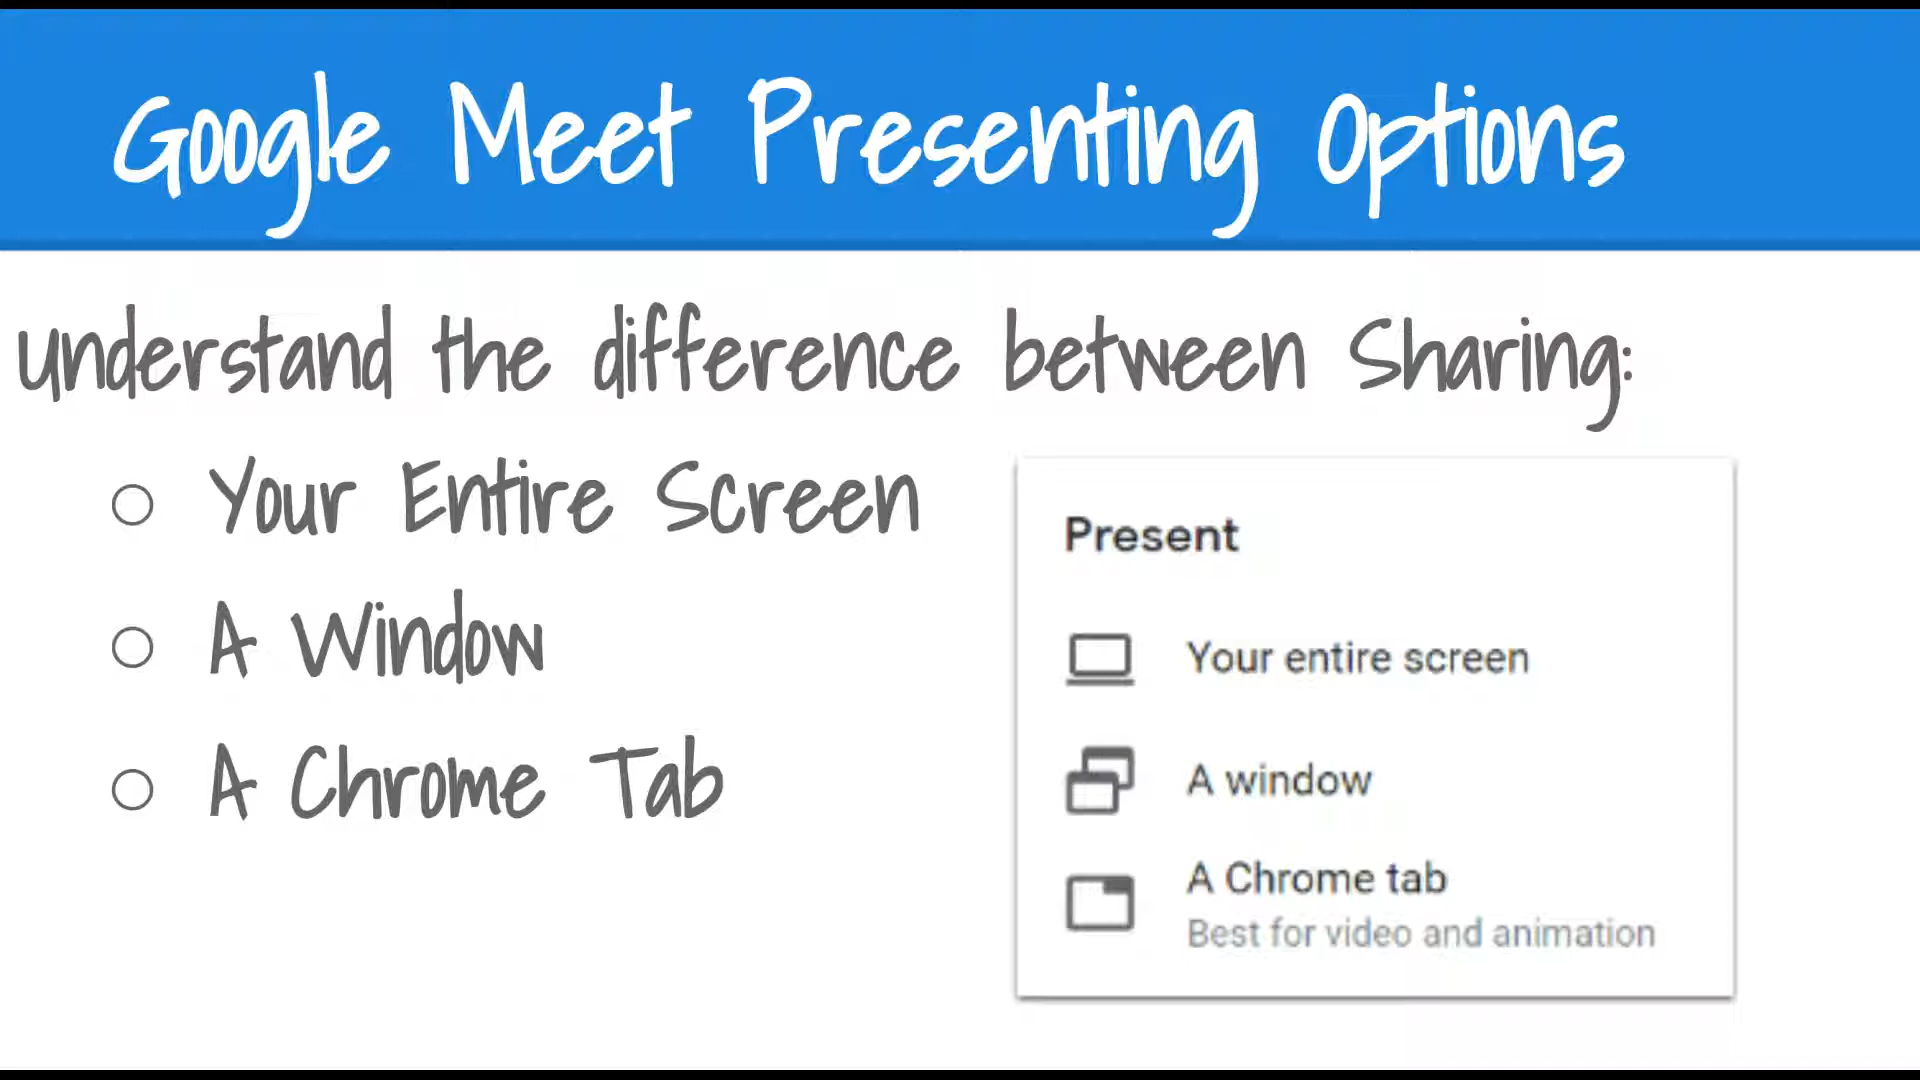 Google Meet Presenting Options
Understand the difference between Sharing:
Your Entire Screen
A Window
A Chrome Tab
Present
Your entire screen
A window
A Chrome tab
Best for video and animation